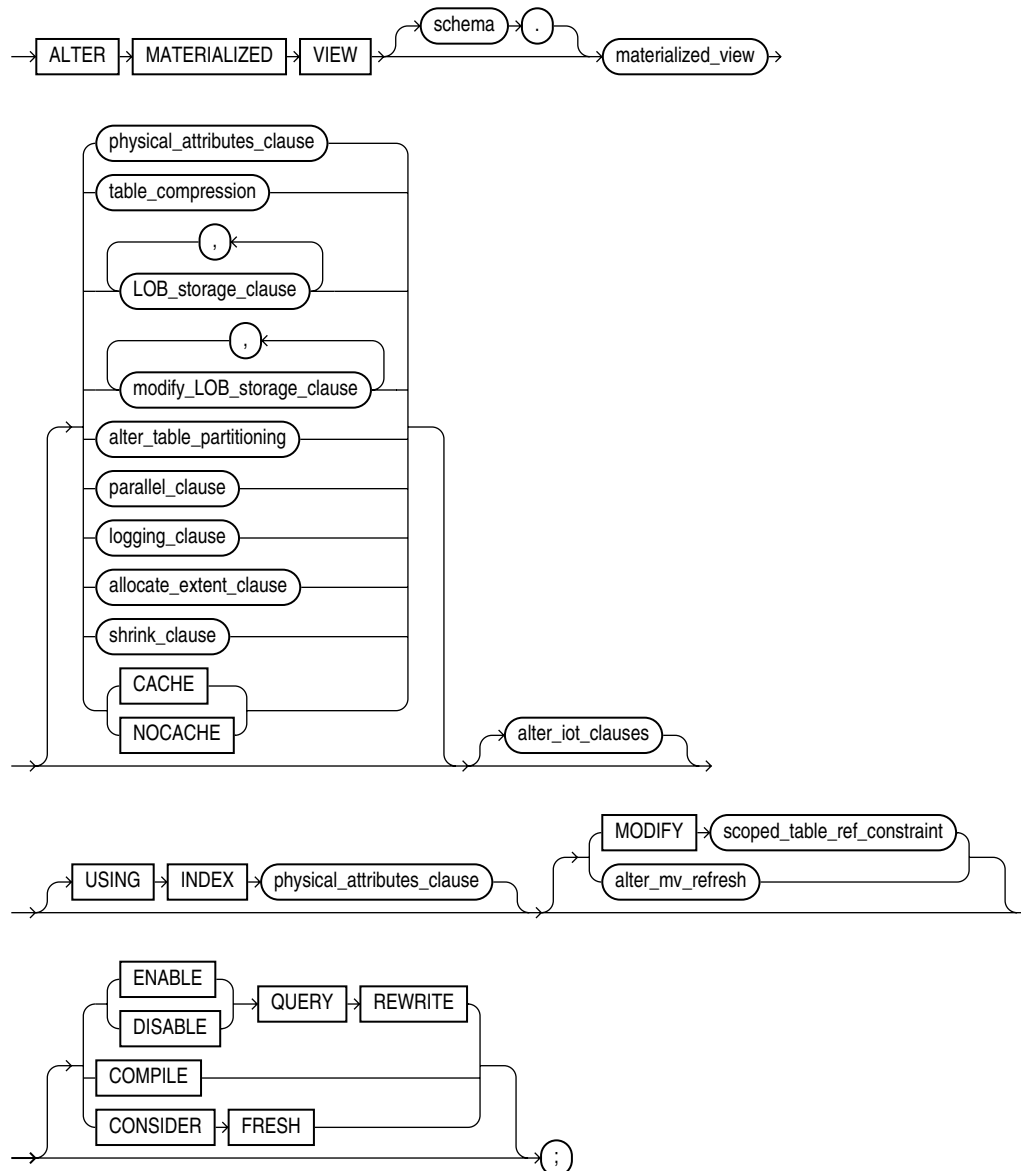 schema .
ALTER MATERIALIZED VIEW materialized_view
physical_attributes_clause
table_compression
,
LOB_storage_clause
,
modify_LOB_storage_clause
alter_table_partitioning
parallel_clause
logging_clause
allocate_extent_clause
shrink_clause
CACHE
NOCACHE
alter_iot_clauses
MODIFY scoped_table_ref_constraint
USING INDEX physical_attributes_clause
alter_mv_refresh
ENABLE
QUERY REWRITE
DISABLE
COMPILE
CONSIDER FRESH
;